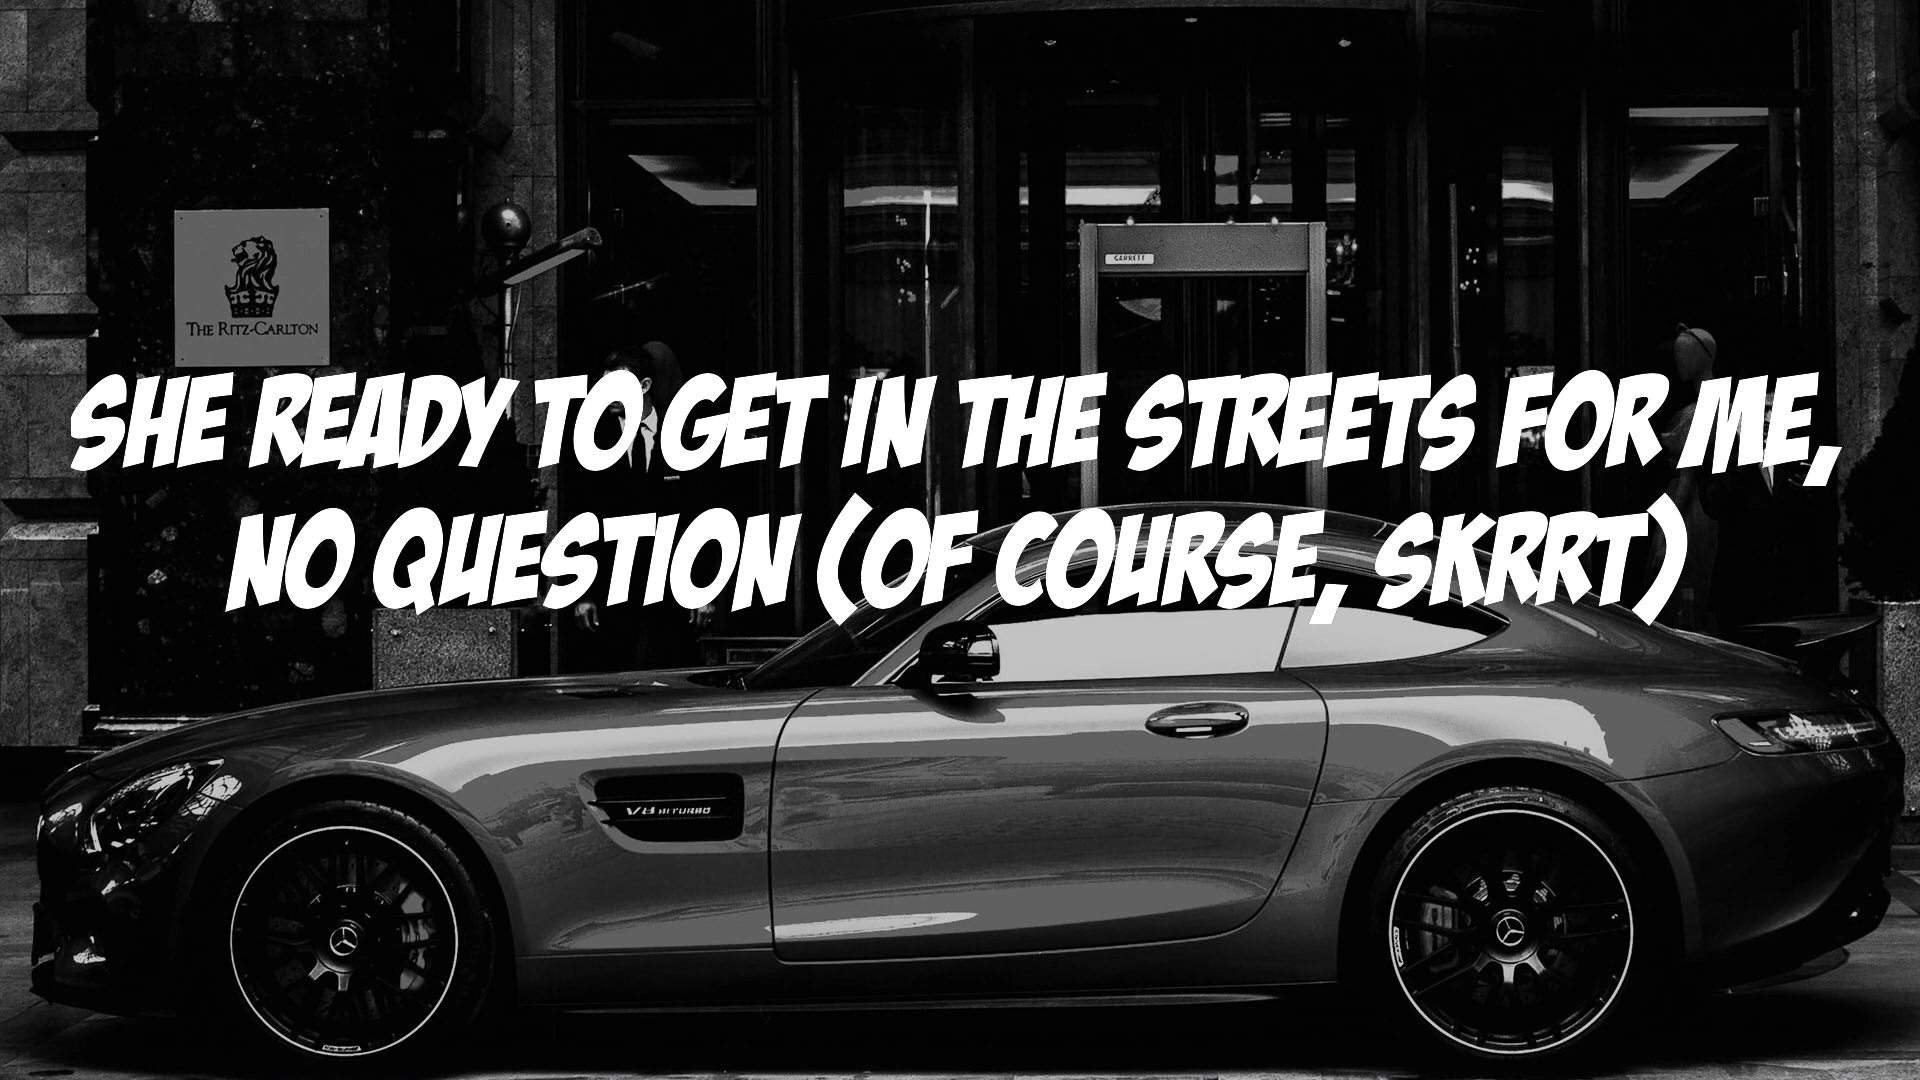 THE RITZ-CARLTON
GARRETT
SHE READY TO GET IN THE STREETS FOR ME,
NO QUESTION (OF COURSE, SKRRT)
V8 BITURBO